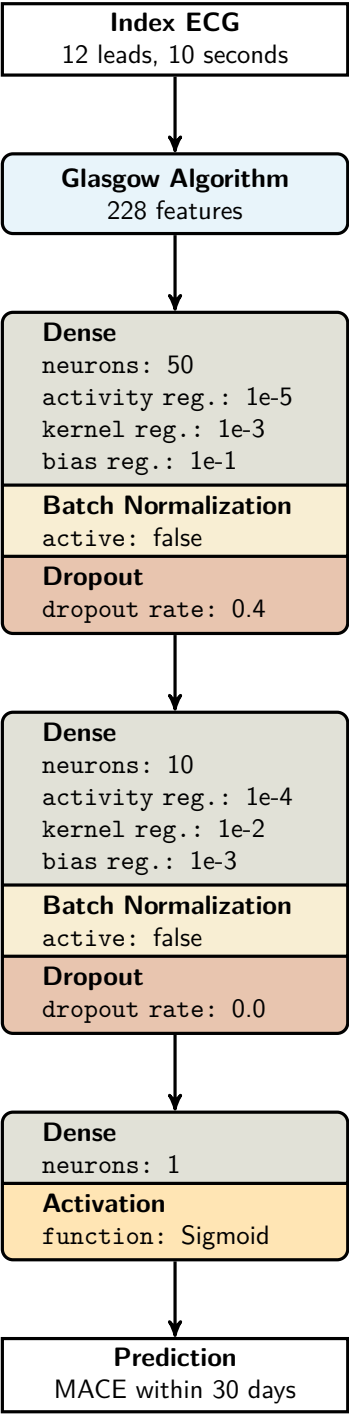 Index ECG
12 leads, 10 seconds
Glasgow Algorithm
228 features
Dense
neurons: 50
activity reg.: 1e-5
kernel reg.: 1e-3
bias reg.: 1e-1
Batch Normalization
active: false
Dropout
dropout rate: 0.4
Dense
neurons: 10
activity reg.: 1e-4
kernel reg.: 1e-2
bias reg.: 1e-3
Batch Normalization
active: false
Dropout
dropout rate: 0.0
Dense
neurons: 1
Activation
function: Sigmoid
Prediction
MACE within 30 days